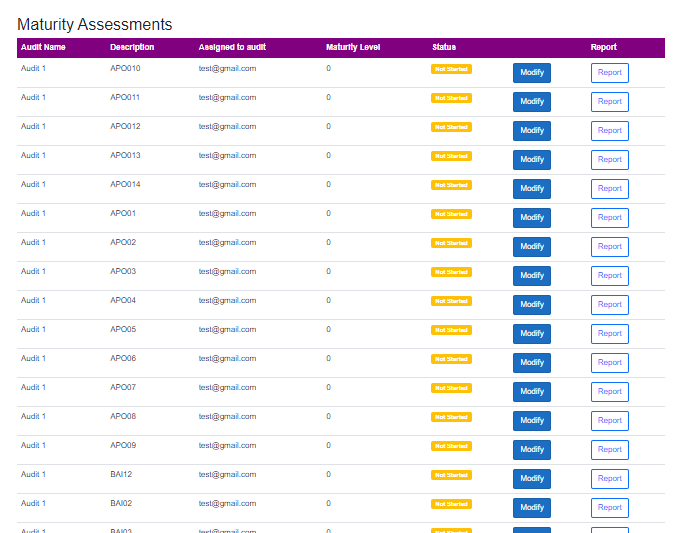 Maturity Assessments
Audit Name Description Assigned to audit Maturity Level Status Report
Audit 1 APO010 test@gmail.com 0 Not Started Modify Report
Audit 1 APO011 test@gmail.com 0 Not Started Modify Report
Audit 1 APO012 test@gmail.com 0 Not Started Modify Report
Audit 1 APO013 test@gmail.com 0 Not Started Modify Report
Audit 1 APO014 test@gmail.com 0 Not Started Modify Report
Audit 1 APO01 test@gmail.com 0 Not Started Modify Report
Audit 1 APO02 test@gmail.com 0 Not Started Modify Report
Audit 1 APO03 test@gmail.com 0 Not Started Modify Report
Audit 1 APO04 test@gmail.com 0 Not Started Modify Report
Audit 1 APO05 test@gmail.com 0 Not Started Modify Report
Audit 1 APO06 test@gmail.com 0 Not Started Modify Report
Audit 1 APO07 test@gmail.com 0 Not Started Modify Report
Audit 1 APO08 test@gmail.com 0 Not Started Modify Report
Audit 1 APO09 test@gmail.com 0 Not Started Modify Report
Audit 1 BAI12 test@gmail.com 0 Not Started Modify Report
Audit 1 BAI02 test@gmail.com 0 Not Started Modify Report
Audit 1 BAI03 test@gmail.com 0